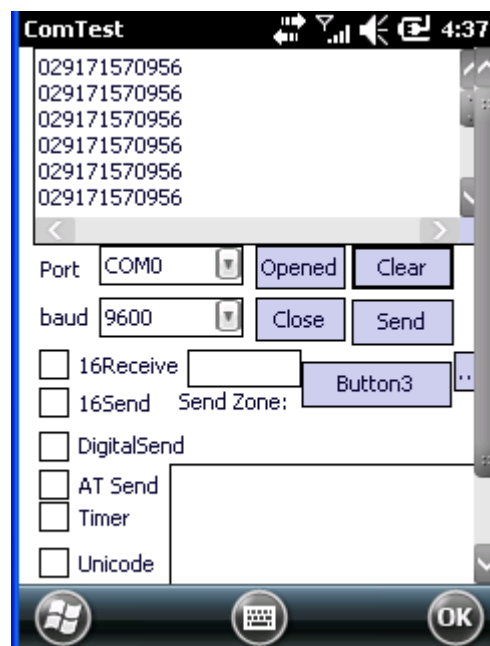 ComTest 4:37
029171570956
029171570956
029171570956
029171570956
029171570956
029171570956
Port COM0 Opened Clear
baud 9600 Close Send
16Receive Button3 ..
16Send Send Zone:
DigitalSend
AT Send
Timer
Unicode
OK